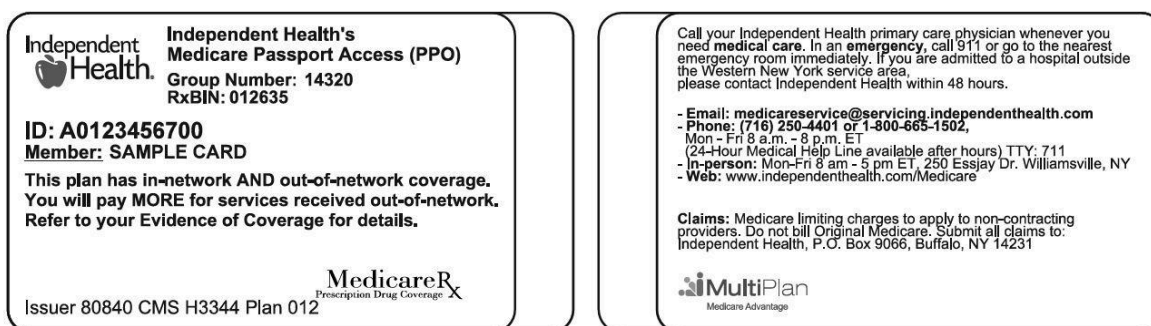 Independent Health.
Independent Health's
Medicare Passport Access (PPO)
Group Number: 14320
RxBIN: 012635
ID: A0123456700
Member: SAMPLE CARD
This plan has in-network AND out-of-network coverage.
You will pay MORE for services received out-of-network.
Refer to your Evidence of Coverage for details.
MedicareRx
Prescription Drug Coverage
Issuer 80840 CMS H3344 Plan 012
Call your Independent Health primary care physician whenever you
need medical care. In an emergency, call 911 or go to the nearest
emergency room immediately. If you are admitted to a hospital outside
the Western New York service area,
please contact Independent Health within 48 hours.
- Email: medicareservice@servicing.independenthealth.com
- Phone: (716) 250-4401 or 1-800-665-1502,
Mon - Fri 8 a.m. - 8 p.m. ET
(24-Hour Medical Help Line available after hours) TTY: 711
- In-person: Mon-Fri 8 am - 5 pm ET, 250 Essjay Dr. Williamsville, NY
- Web: www.independenthealth.com/Medicare
Claims: Medicare limiting charges to apply to non-contracting
providers. Do not bill Original Medicare. Submit all claims to:
Independent Health, P.O. Box 9066, Buffalo, NY 14231
MultiPlan
Medicare Advantage